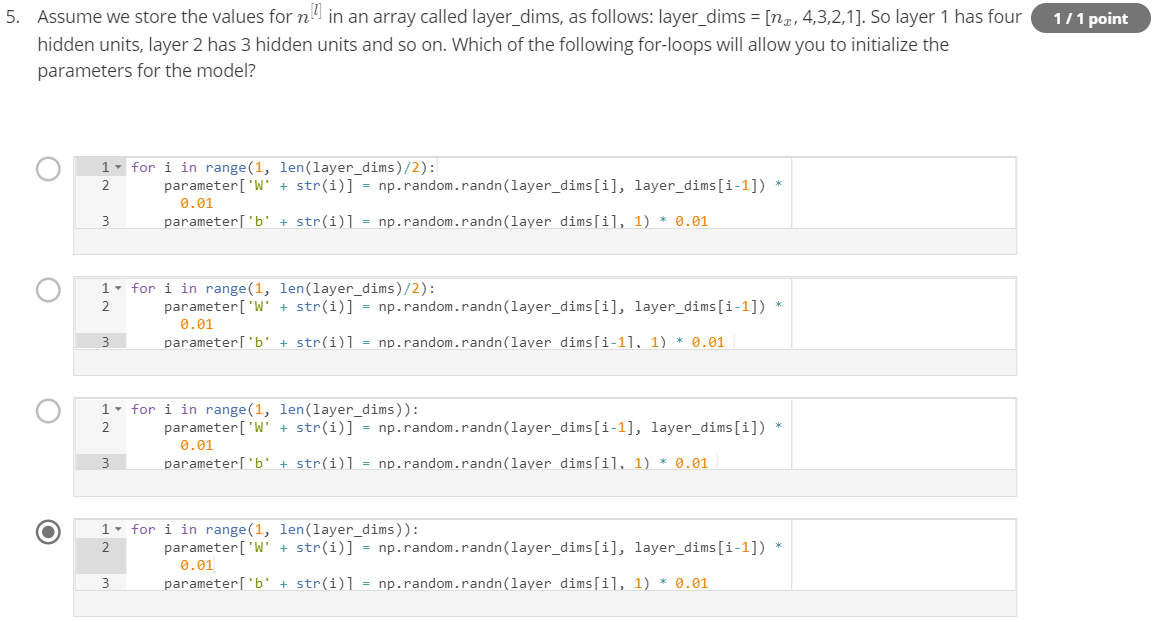 5. Assume we store the values for n^[l] in an array called layer_dims, as follows: layer_dims = [n_x, 4,3,2,1]. So layer 1 has four
1 / 1 point
hidden units, layer 2 has 3 hidden units and so on. Which of the following for-loops will allow you to initialize the
parameters for the model?
1 for i in range(1, len(layer_dims)/2):
2 parameter['W' + str(i)] = np.random.randn(layer_dims[i], layer_dims[i-1]) *
0.01
3 parameter['b' + str(i)] = np.random.randn(layer_dims[i], 1) * 0.01
1 for i in range(1, len(layer_dims)/2):
2 parameter['W' + str(i)] = np.random.randn(layer_dims[i], layer_dims[i-1]) *
0.01
3 parameter['b' + str(i)] = np.random.randn(layer_dims[i-1], 1) * 0.01
1 for i in range(1, len(layer_dims)):
2 parameter['W' + str(i)] = np.random.randn(layer_dims[i-1], layer_dims[i]) *
0.01
3 parameter['b' + str(i)] = np.random.randn(layer_dims[i], 1) * 0.01
1 for i in range(1, len(layer_dims)):
2 parameter['W' + str(i)] = np.random.randn(layer_dims[i], layer_dims[i-1]) *
0.01
3 parameter['b' + str(i)] = np.random.randn(layer_dims[i], 1) * 0.01